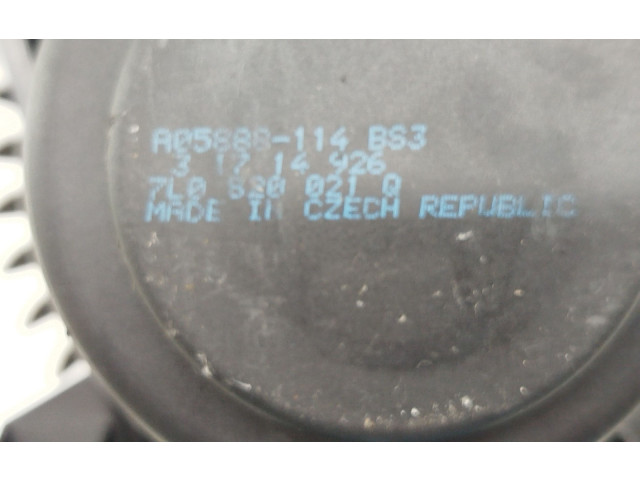 A05888-114 BS3
3 17 14 926
7L0 820 021 Q
MADE IN CZECH REPUBLIC